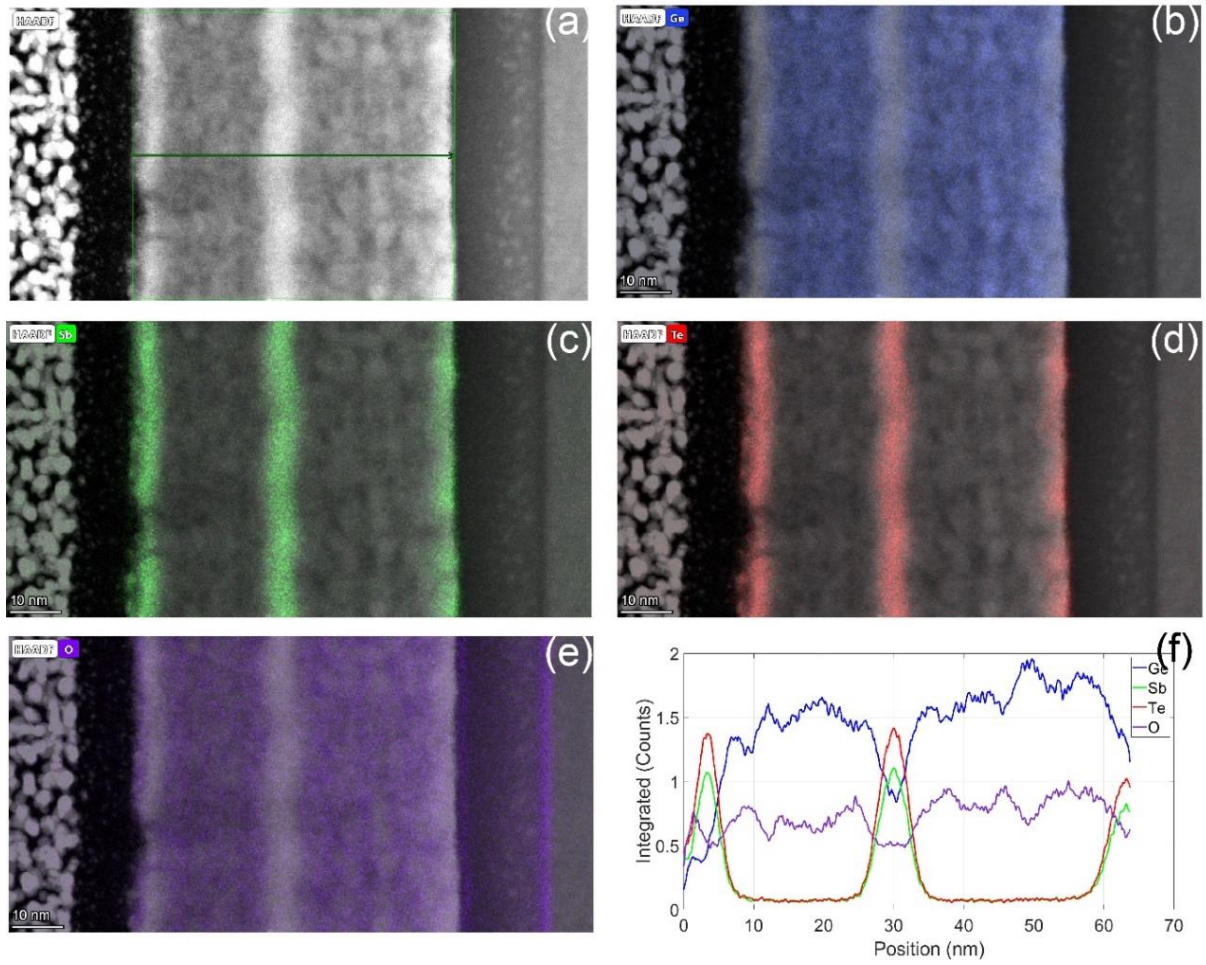 HAADF
(a)
10 nm
HAADF Ge
(b)
10 nm
HAADF Sb
(c)
10 nm
HAADF Te
(d)
10 nm
HAADF O
(e)
10 nm
(f)
Integrated (Counts)
2
1.5
1
0.5
0
0 10 20 30 40 50 60 70
Position (nm)
Ge
Sb
Te
O